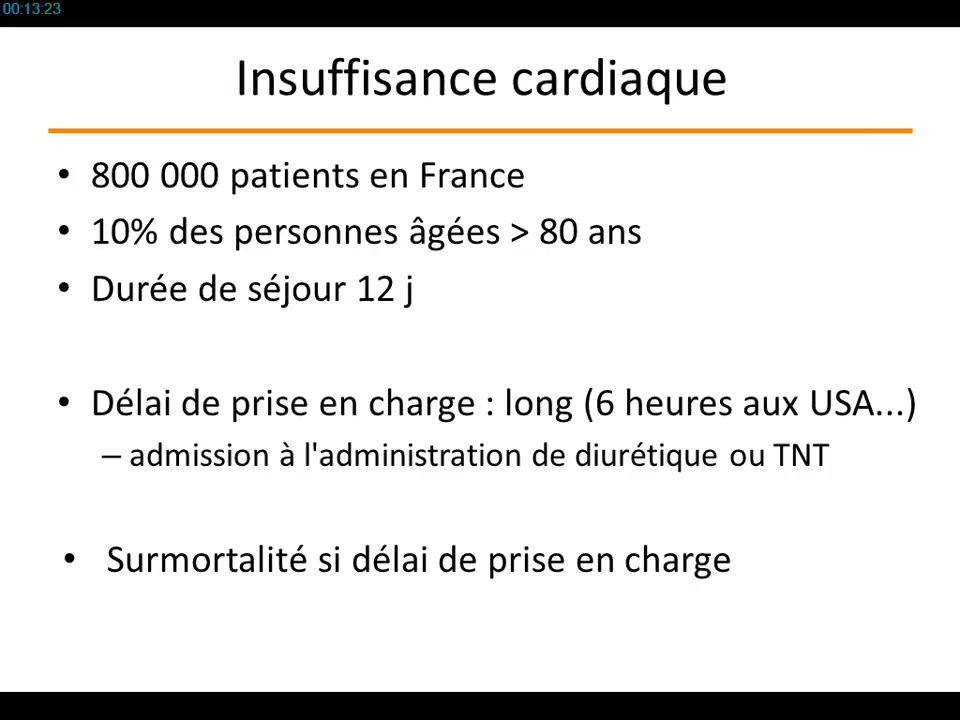 00:13:23
Insuffisance cardiaque
• 800 000 patients en France
• 10% des personnes âgées > 80 ans
• Durée de séjour 12 j
• Délai de prise en charge : long (6 heures aux USA...)
– admission à l'administration de diurétique ou TNT
• Surmortalité si délai de prise en charge